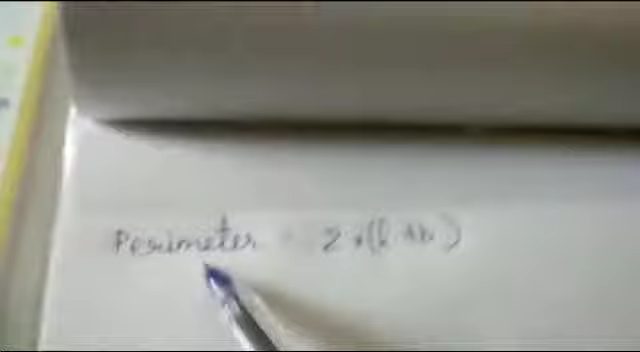 Perimeter = 2 × (l + b)